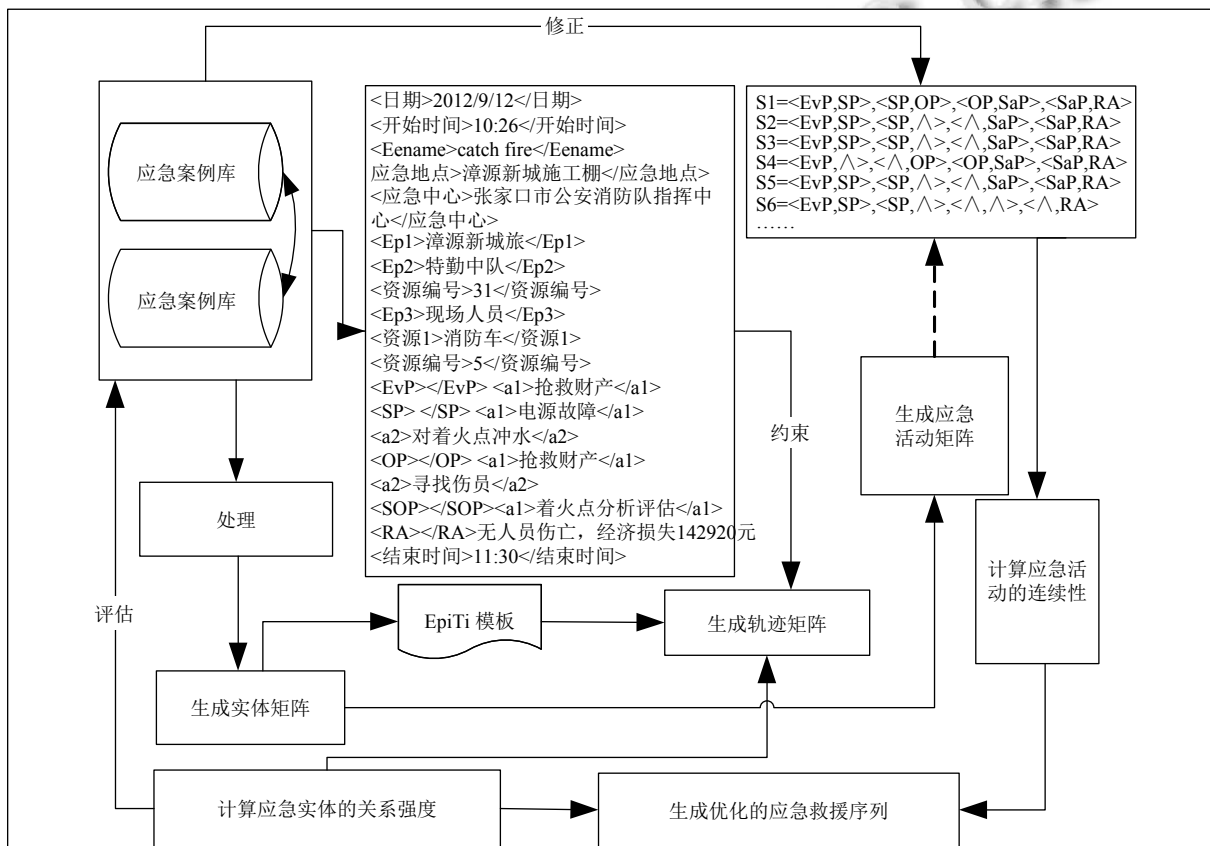 修正
应急案例库
应急案例库
<日期>2012/9/12</日期>
<开始时间>10:26</开始时间>
<Eename>catch fire</Eename>
应急地点>漳源新城施工棚</应急地点>
<应急中心>张家口市公安消防队指挥中
心</应急中心>
<Ep1>漳源新城旅</Ep1>
<Ep2>特勤中队</Ep2>
<资源编号>31</资源编号>
<Ep3>现场人员</Ep3>
<资源1>消防车</资源1>
<资源编号>5</资源编号>
<EvP></EvP> <a1>抢救财产</a1>
<SP> </SP> <a1>电源故障</a1>
<a2>对着火点冲水</a2>
<OP></OP> <a1>抢救财产</a1>
<a2>寻找伤员</a2>
<SOP></SOP><a1>着火点分析评估</a1>
<RA></RA>无人员伤亡，经济损失142920元
<结束时间>11:30</结束时间>
S1=<EvP,SP>,<SP,OP>,<OP,SaP>,<SaP,RA>
S2=<EvP,SP>,<SP,∧>,<∧,SaP>,<SaP,RA>
S3=<EvP,SP>,<SP,∧>,<∧,SaP>,<SaP,RA>
S4=<EvP,∧>,<∧,OP>,<OP,SaP>,<SaP,RA>
S5=<EvP,SP>,<SP,∧>,<∧,SaP>,<SaP,RA>
S6=<EvP,SP>,<SP,∧>,<∧,∧>,<∧,RA>
……
生成应急
活动矩阵
约束
处理
计算应急活
动的连续性
评估
EpiTi 模板
生成轨迹矩阵
生成实体矩阵
计算应急实体的关系强度
生成优化的应急救援序列